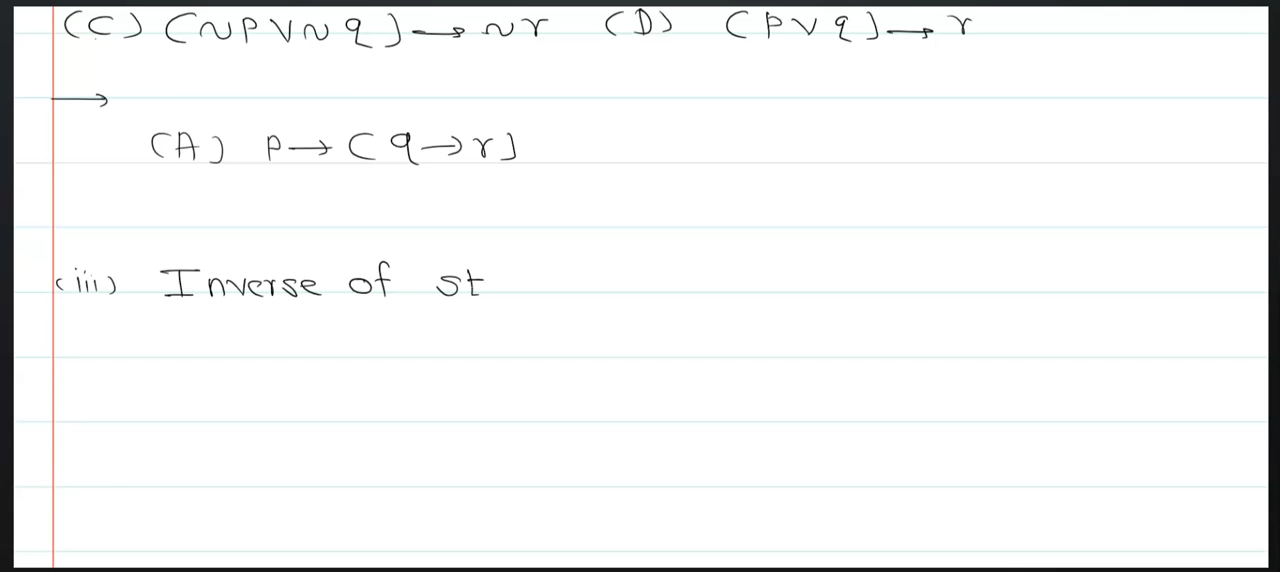 (C) (~p∨~q)→~r (D) (p∨q)→r
→
(A) p→(q→r)
(iii) Inverse of st